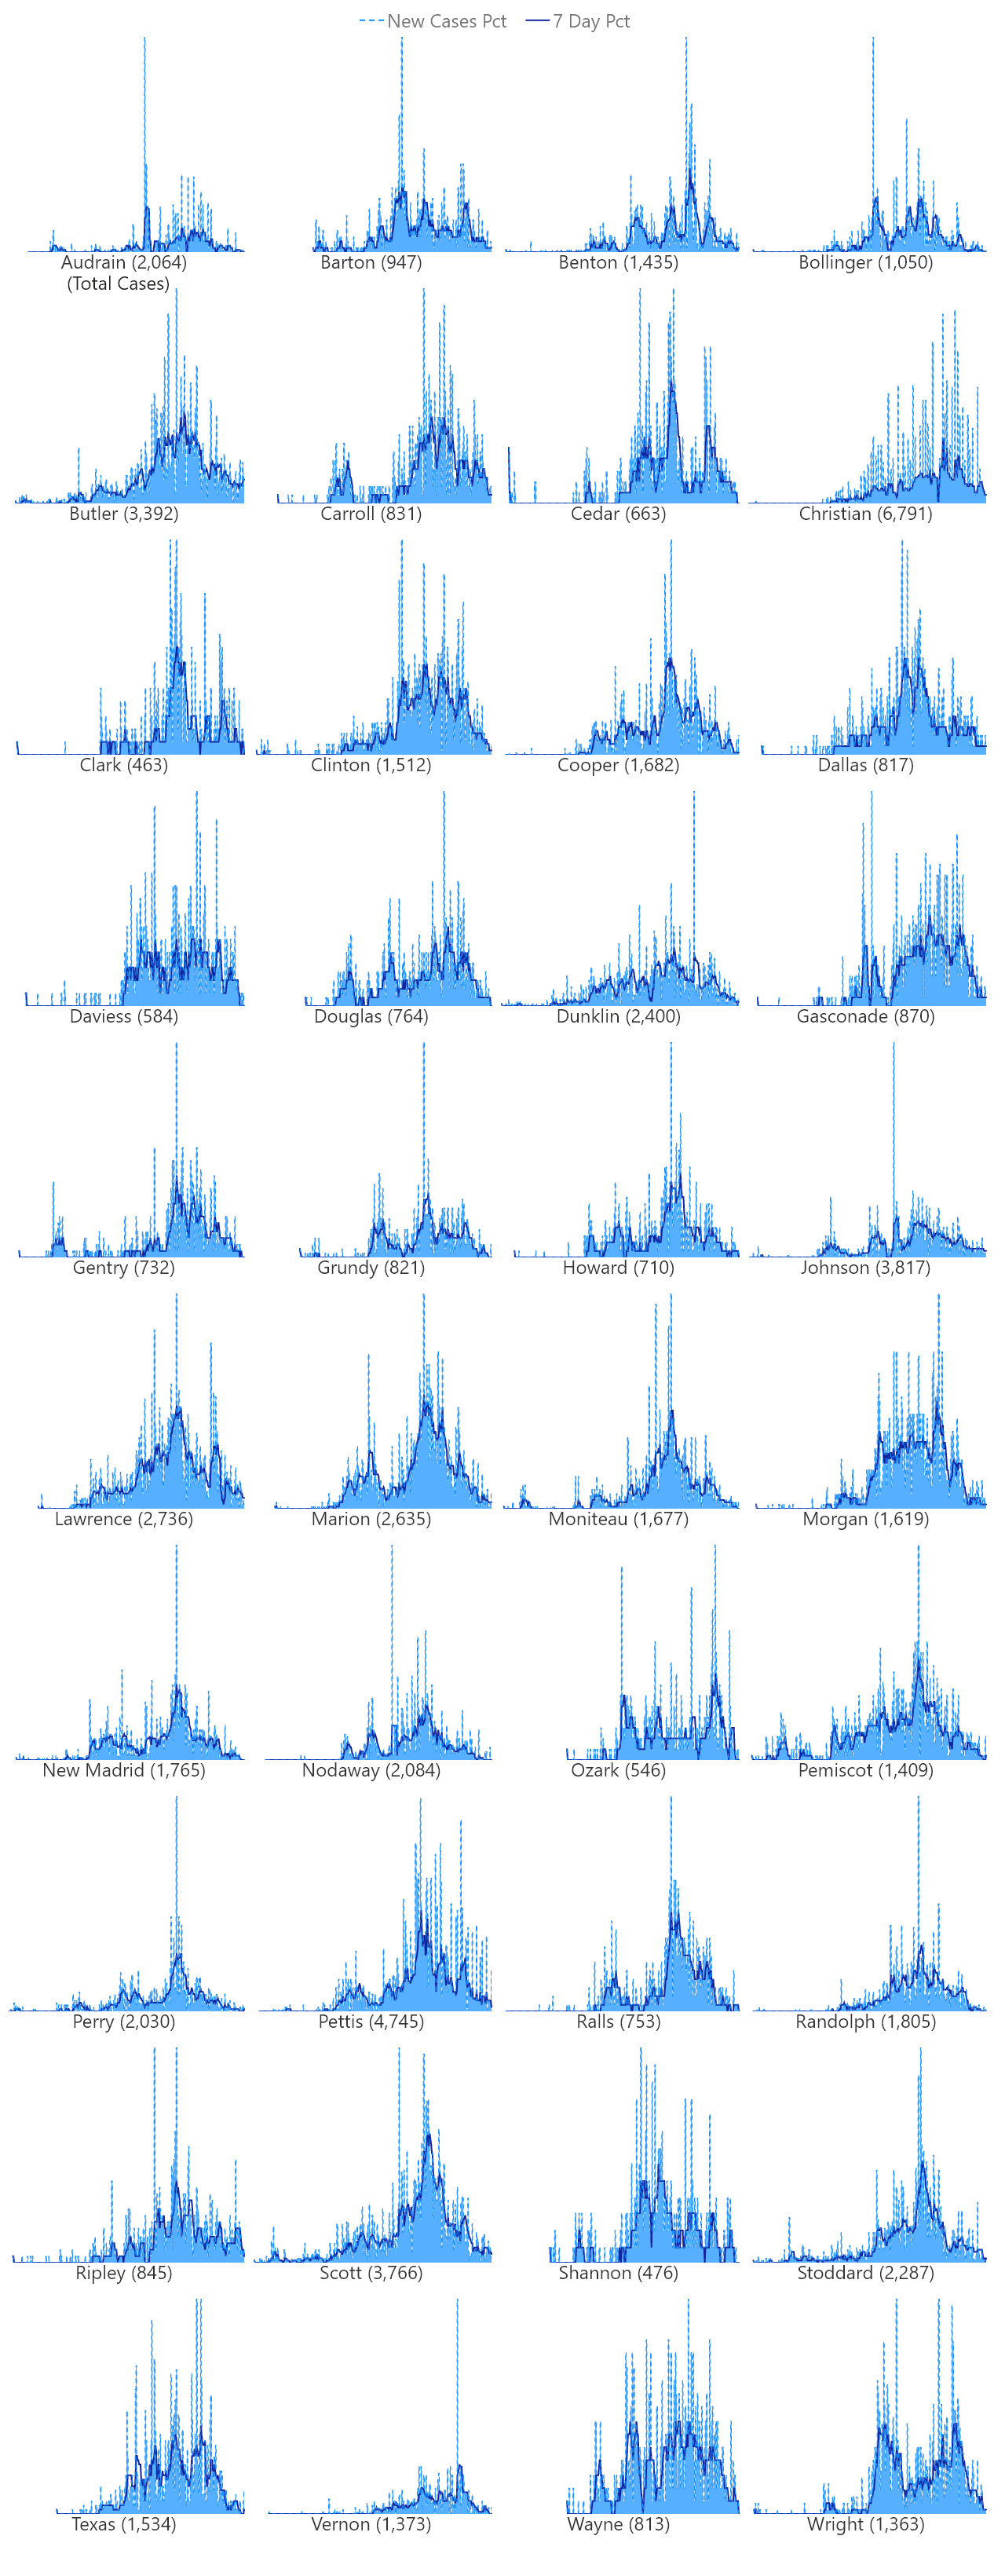 New Cases Pct 7 Day Pct
Audrain (2,064) Barton (947) Benton (1,435) Bollinger (1,050)
(Total Cases)
Butler (3,392) Carroll (831) Cedar (663) Christian (6,791)
Clark (463) Clinton (1,512) Cooper (1,682) Dallas (817)
Daviess (584) Douglas (764) Dunklin (2,400) Gasconade (870)
Gentry (732) Grundy (821) Howard (710) Johnson (3,817)
Lawrence (2,736) Marion (2,635) Moniteau (1,677) Morgan (1,619)
New Madrid (1,765) Nodaway (2,084) Ozark (546) Pemiscot (1,409)
Perry (2,030) Pettis (4,745) Ralls (753) Randolph (1,805)
Ripley (845) Scott (3,766) Shannon (476) Stoddard (2,287)
Texas (1,534) Vernon (1,373) Wayne (813) Wright (1,363)